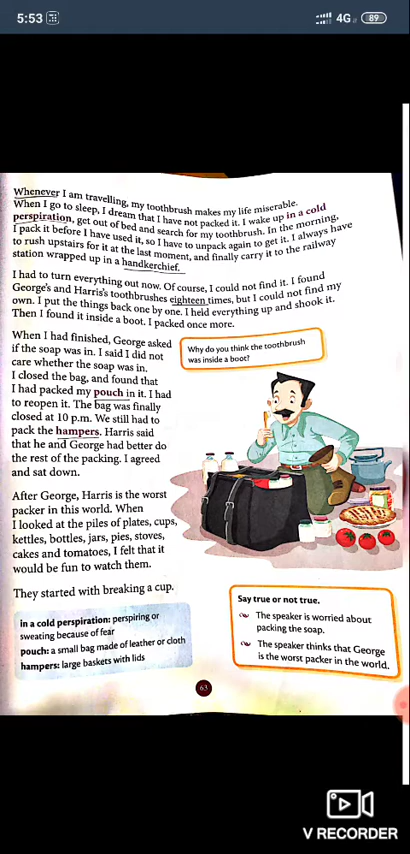 5:53
4G
89
Whenever I am travelling, my toothbrush makes my life miserable.
When I go to sleep, I dream that I have not packed it. I wake up in a cold
perspiration, get out of bed and search for my toothbrush. In the morning,
I pack it before I have used it, so I have to unpack again to get it. I always have
to rush upstairs for it at the last moment, and finally carry it to the railway
station wrapped up in a handkerchief.
I had to turn everything out now. Of course, I could not find it. I found
George's and Harris's toothbrushes eighteen times, but I could not find my
own. I put the things back one by one. I held everything up and shook it.
Then I found it inside a boot. I packed once more.
When I had finished, George asked
if the soap was in. I said I did not
care whether the soap was in.
I closed the bag, and found that
I had packed my pouch in it. I had
to reopen it. The bag was finally
closed at 10 p.m. We still had to
pack the hampers. Harris said
that he and George had better do
the rest of the packing. I agreed
and sat down.
Why do you think the toothbrush
was inside a boot?
After George, Harris is the worst
packer in this world. When
I looked at the piles of plates, cups,
kettles, bottles, jars, pies, stoves,
cakes and tomatoes, I felt that it
would be fun to watch them.
They started with breaking a cup.
in a cold perspiration: perspiring or
sweating because of fear
pouch: a small bag made of leather or cloth
hampers: large baskets with lids
Say true or not true.
The speaker is worried about
packing the soap.
The speaker thinks that George
is the worst packer in the world.
63
V RECORDER